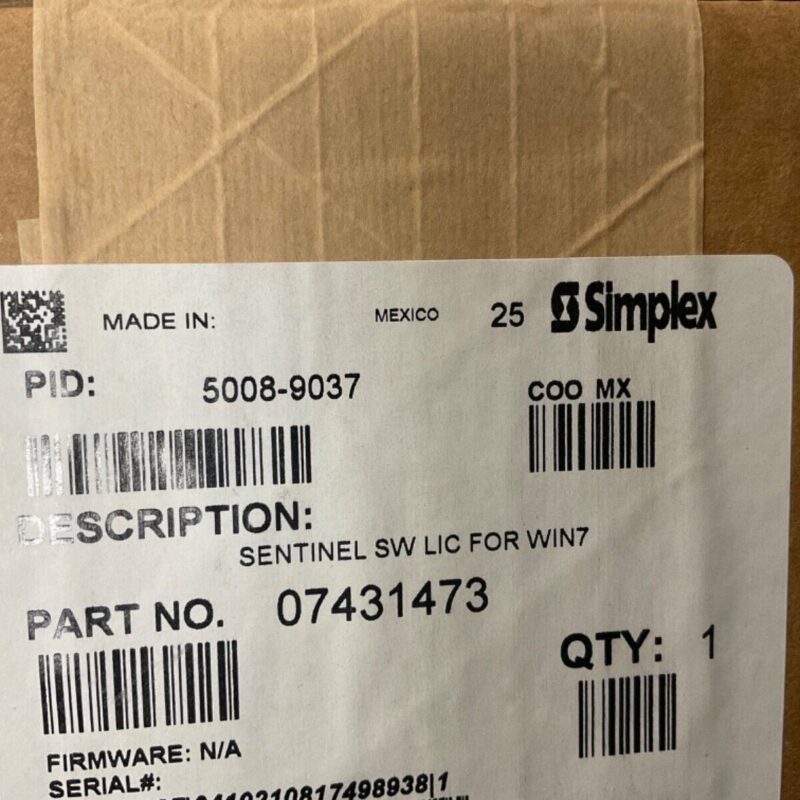 MADE IN: MEXICO 25 Simplex
PID: 5008-9037
COO MX
DESCRIPTION:
SENTINEL SW LIC FOR WIN7
PART NO. 07431473
QTY: 1
FIRMWARE: N/A
SERIAL#: